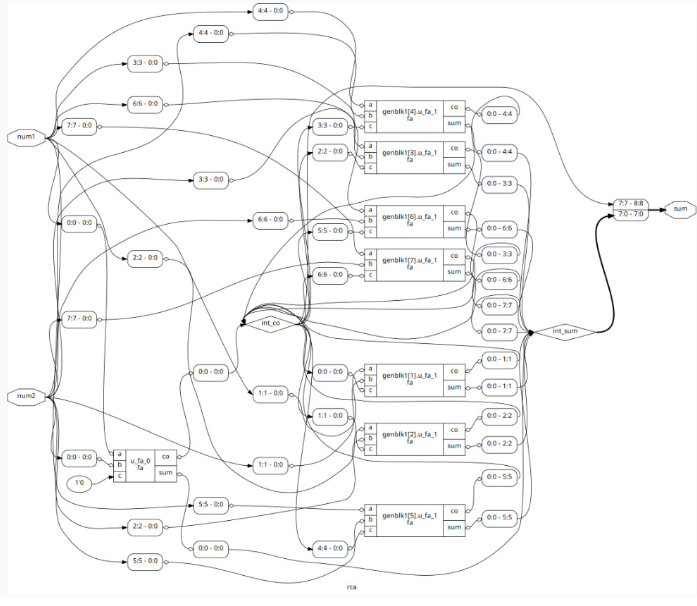 4:4 - 0:0
4:4 - 0:0
3:3 - 0:0
6:6 - 0:0
7:7 - 0:0
num1
3:3 - 0:0
2:2 - 0:0
a
b
c
genblk1[4].u_fa_1
fa
co
sum
0:0 - 4:4
a
b
c
genblk1[3].u_fa_1
fa
co
sum
0:0 - 4:4
0:0 - 3:3
3:3 - 0:0
7:7 - 8:8
7:0 - 7:0
sum
0:0 - 0:0
6:6 - 0:0
5:5 - 0:0
a
b
c
genblk1[6].u_fa_1
fa
co
sum
0:0 - 6:6
2:2 - 0:0
6:6 - 0:0
a
b
c
genblk1[7].u_fa_1
fa
co
sum
0:0 - 3:3
0:0 - 6:6
0:0 - 7:7
0:0 - 7:7
7:7 - 0:0
int_co
int_sum
0:0 - 0:0
0:0 - 0:0
a
b
c
genblk1[1].u_fa_1
fa
co
sum
0:0 - 1:1
0:0 - 1:1
num2
1:1 - 0:0
1:1 - 0:0
a
b
c
genblk1[2].u_fa_1
fa
co
sum
0:0 - 2:2
0:0 - 2:2
0:0 - 0:0
a
b
c
u_fa_0
fa
co
sum
1'0
1:1 - 0:0
0:0 - 5:5
5:5 - 0:0
a
b
c
genblk1[5].u_fa_1
fa
co
sum
0:0 - 5:5
2:2 - 0:0
0:0 - 0:0
4:4 - 0:0
5:5 - 0:0
rca